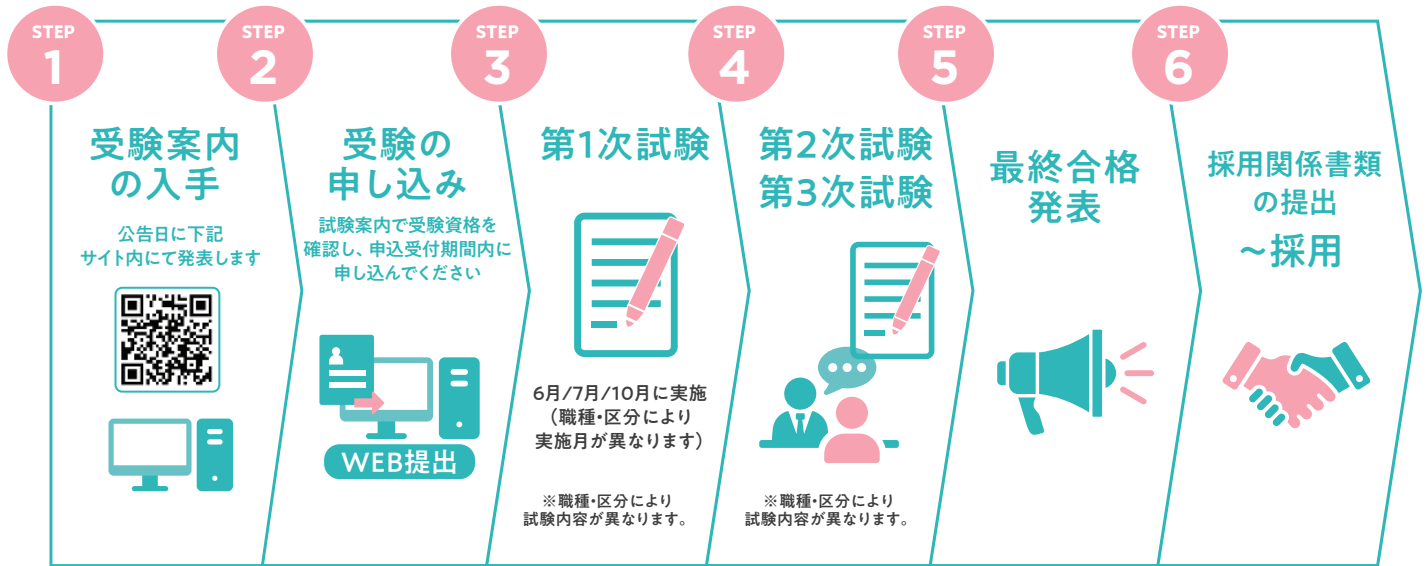 STEP
1
受験案内
の入手
公告日に下記
サイト内にて発表します
STEP
2
受験の
申し込み
試験案内で受験資格を
確認し、申込受付期間内に
申し込んでください
WEB提出
STEP
3
第1次試験
6月/7月/10月に実施
(職種・区分により
実施月が異なります)
※職種・区分により
試験内容が異なります。
STEP
4
第2次試験
第3次試験
※職種・区分により
試験内容が異なります。
STEP
5
最終合格
発表
STEP
6
採用関係書類
の提出
~採用